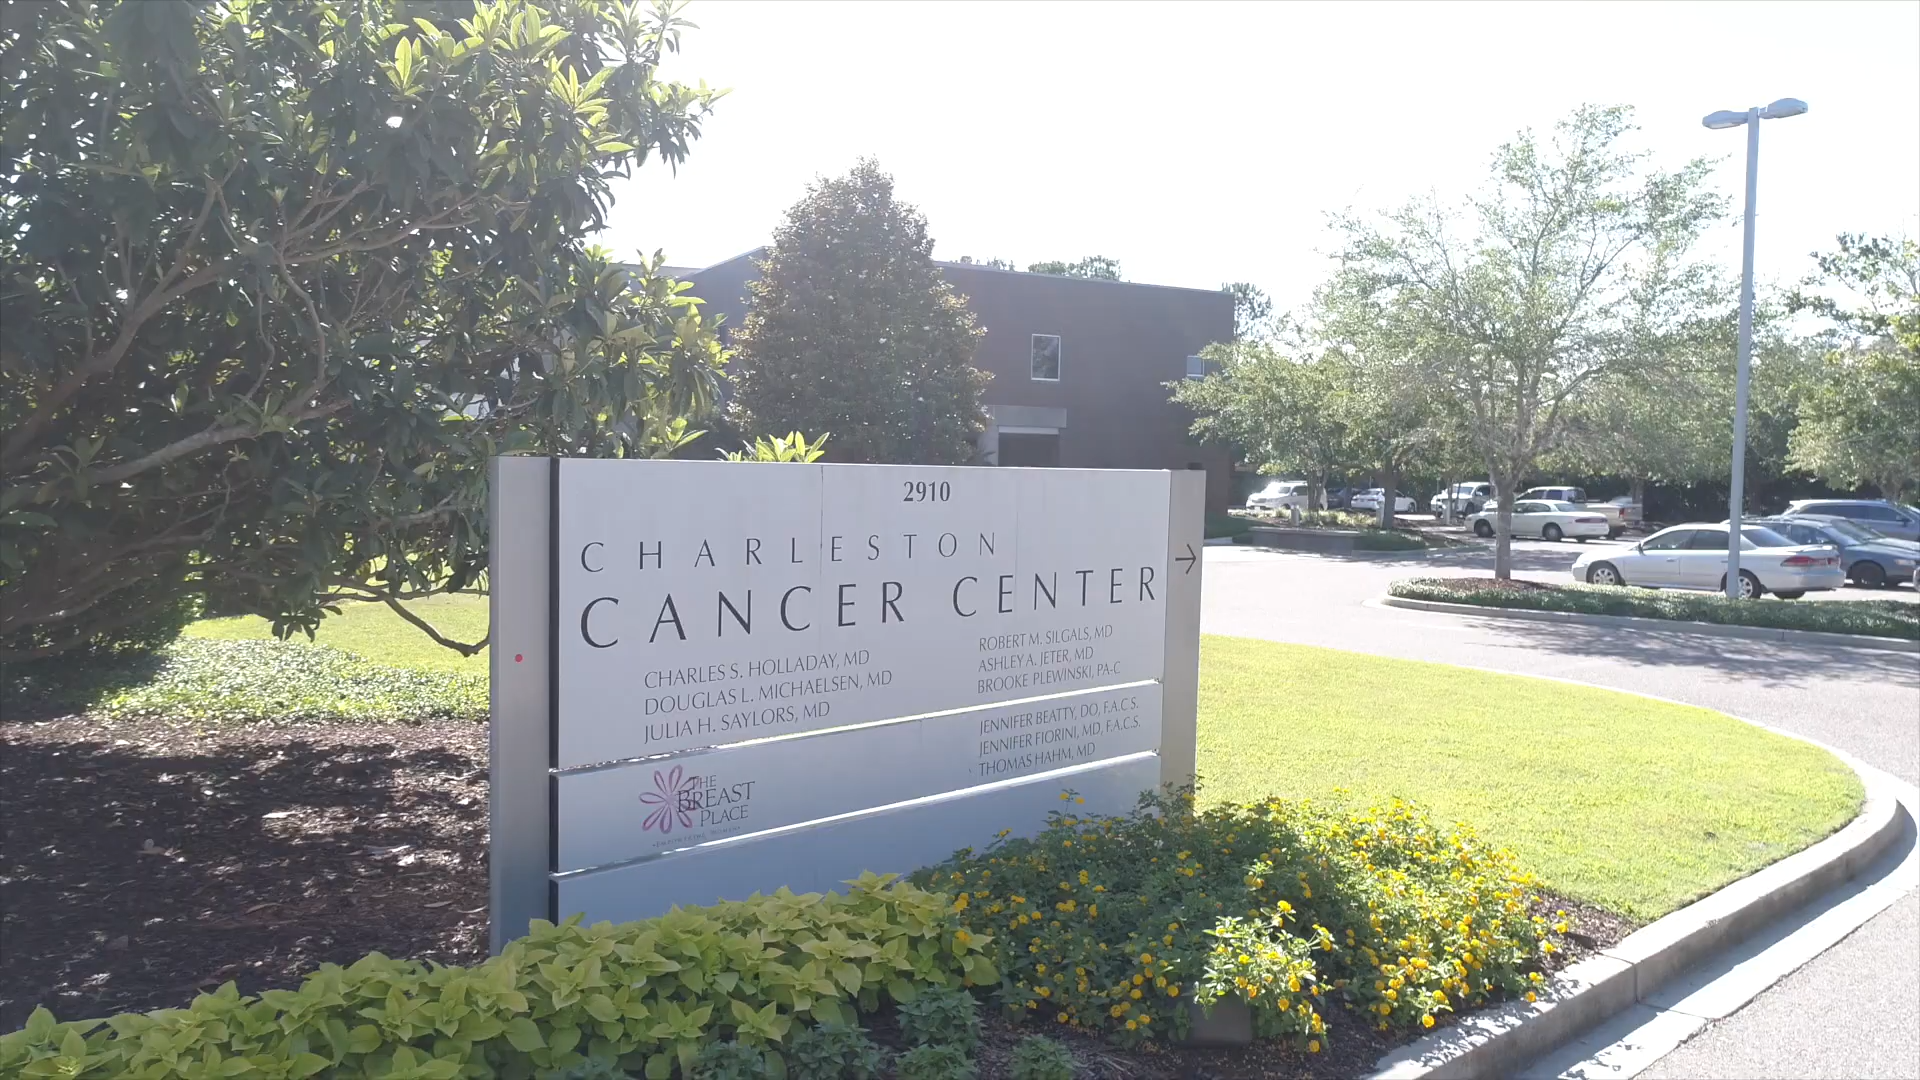 2910
CHARLESTON
CANCER CENTER
CHARLES S. HOLLADAY, MD
DOUGLAS L. MICHAELSEN, MD
JULIA H. SAYLORS, MD
ROBERT M. SILGALS, MD
ASHLEY A. JETER, MD
BROOKE PLEWINSKI, PA-C
THE
BREAST
PLACE
JENNIFER BEATTY, DO, F.A.C.S.
JENNIFER FIORINI, MD, F.A.C.S.
THOMAS HAHM, MD